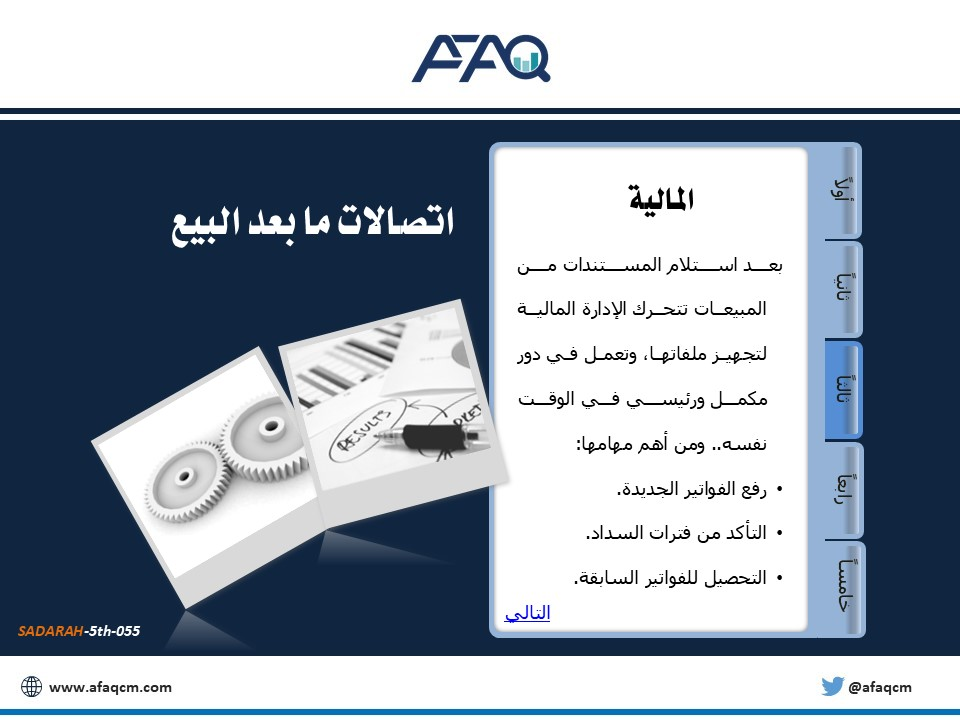 AFAQ
اتصالات ما بعد البيع
المالية
بعد استلام المستندات من
المبيعات تتحرك الإدارة المالية
لتجهيز ملفاتها، وتعمل في دور
مكمل ورئيسي في الوقت
نفسه.. ومن أهم مهامها:
• رفع الفواتير الجديدة.
• التأكد من فترات السداد.
• التحصيل للفواتير السابقة.
التالي
أولاً
ثانياً
ثالثاً
رابعاً
خامساً
RESULTS
SADARAH-5th-055
www.afaqcm.com
@afaqcm